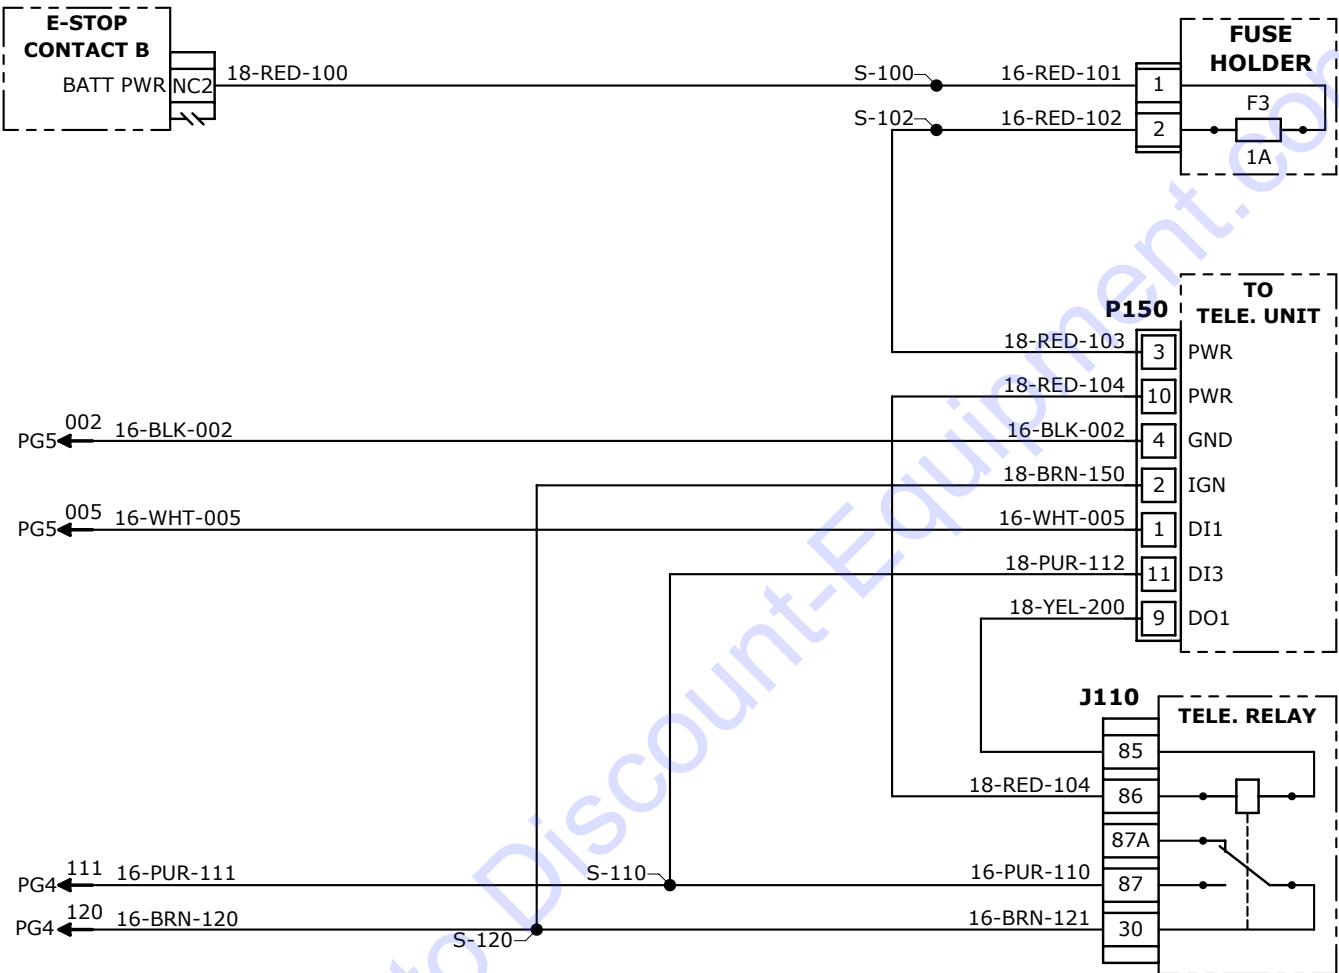 E-STOP
CONTACT B
BATT PWR
NC2
18-RED-100
S-100
16-RED-101
1
FUSE
HOLDER
F3
1A
S-102
16-RED-102
2
TO
TELE. UNIT
P150
18-RED-103
3
PWR
18-RED-104
10
PWR
PG5
002
16-BLK-002
16-BLK-002
4
GND
18-BRN-150
2
IGN
PG5
005
16-WHT-005
16-WHT-005
1
DI1
18-PUR-112
11
DI3
18-YEL-200
9
DO1
J110
TELE. RELAY
85
18-RED-104
86
87A
PG4
111
16-PUR-111
S-110
16-PUR-110
87
PG4
120
16-BRN-120
S-120
16-BRN-121
30
to Discount-Equipment.com